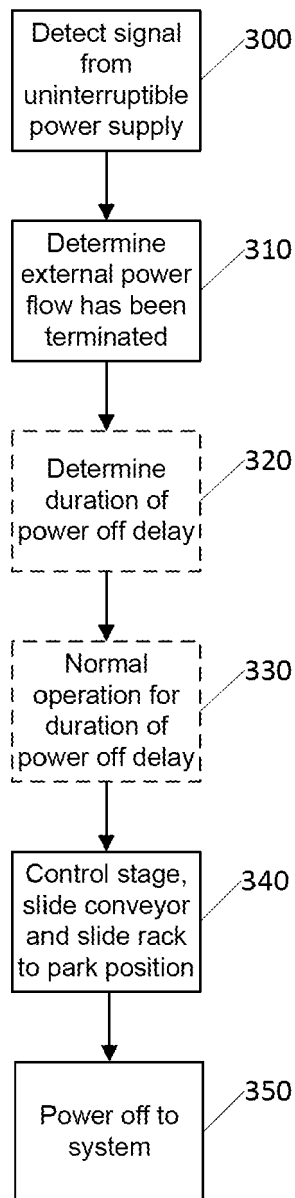 Detect signal
from
uninterruptible
power supply
300
Determine
external power
flow has been
terminated
310
Determine
duration of
power off delay
320
Normal
operation for
duration of
power off delay
330
Control stage,
slide conveyor
and slide rack
to park position
340
Power off to
system
350